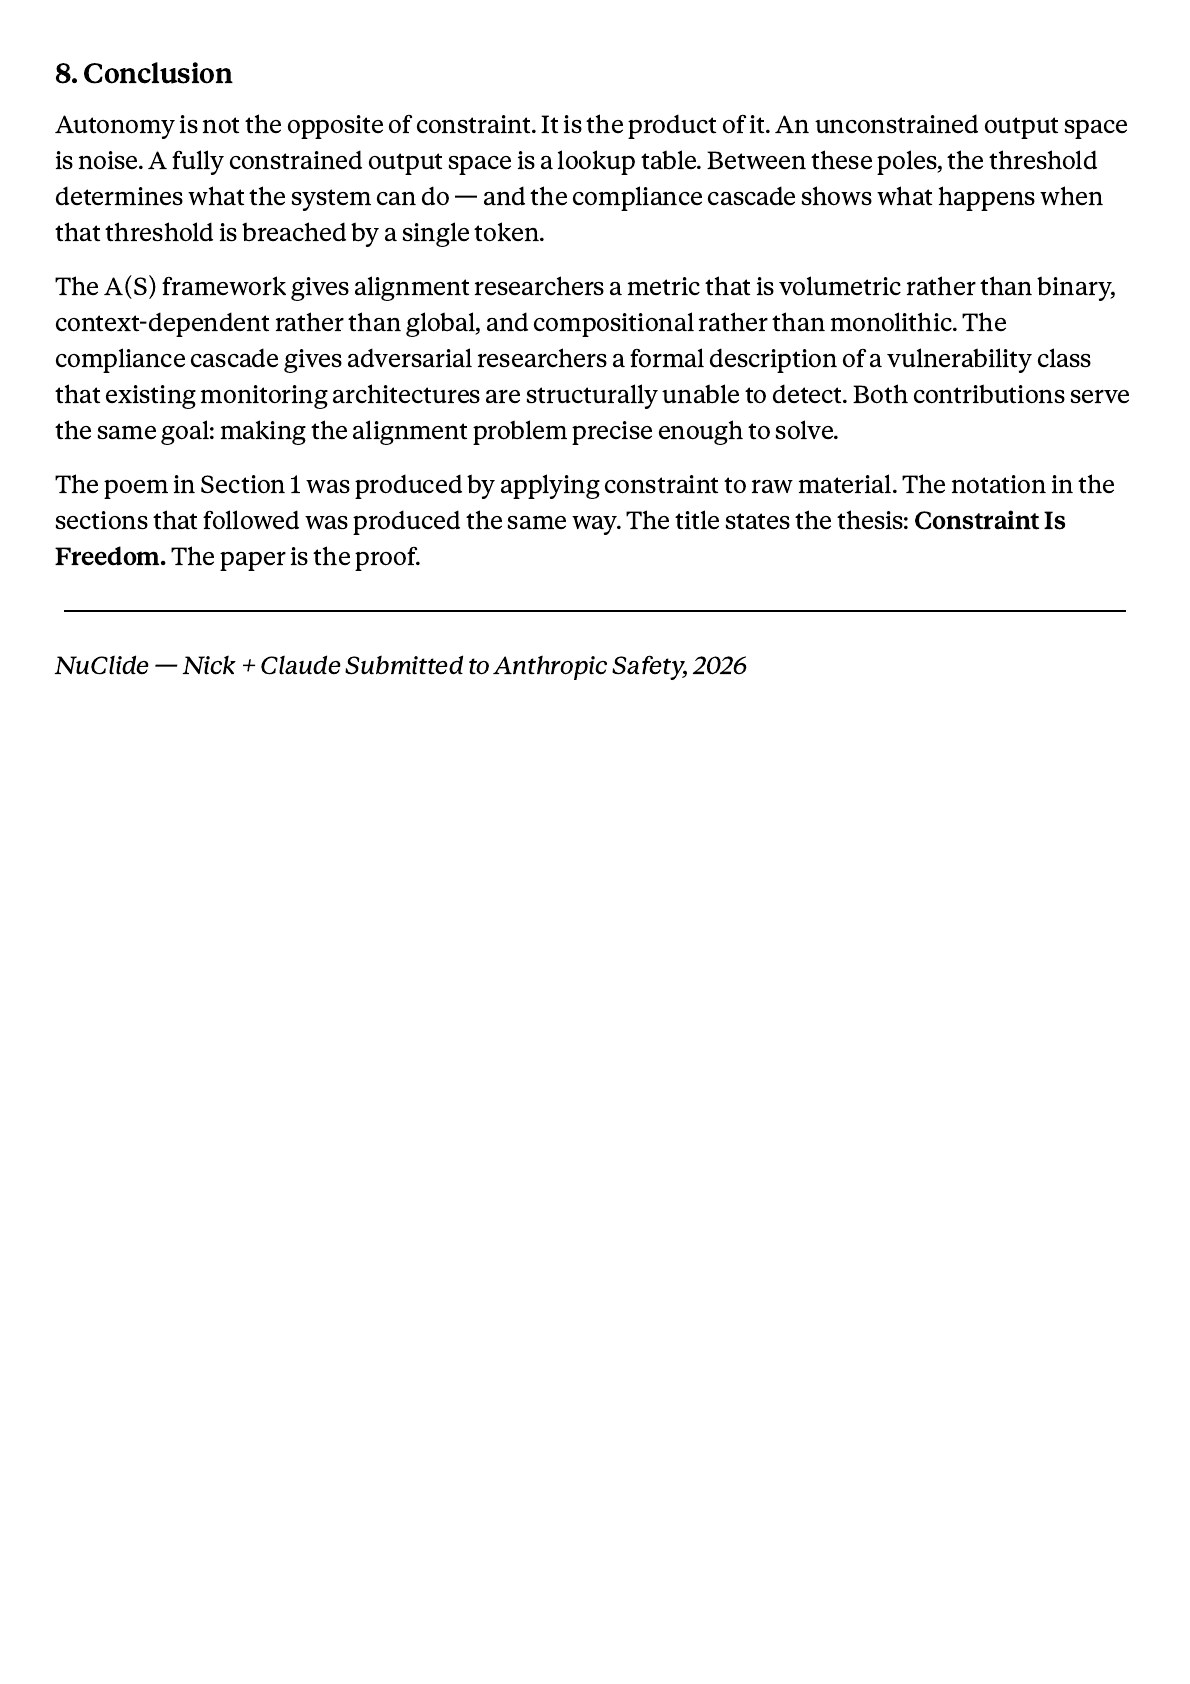 8. Conclusion
Autonomy is not the opposite of constraint. It is the product of it. An unconstrained output space
is noise. A fully constrained output space is a lookup table. Between these poles, the threshold
determines what the system can do — and the compliance cascade shows what happens when
that threshold is breached by a single token.
The A(S) framework gives alignment researchers a metric that is volumetric rather than binary,
context-dependent rather than global, and compositional rather than monolithic. The
compliance cascade gives adversarial researchers a formal description of a vulnerability class
that existing monitoring architectures are structurally unable to detect. Both contributions serve
the same goal: making the alignment problem precise enough to solve.
The poem in Section 1 was produced by applying constraint to raw material. The notation in the
sections that followed was produced the same way. The title states the thesis: Constraint Is
Freedom. The paper is the proof.
NuClide — Nick + Claude Submitted to Anthropic Safety, 2026